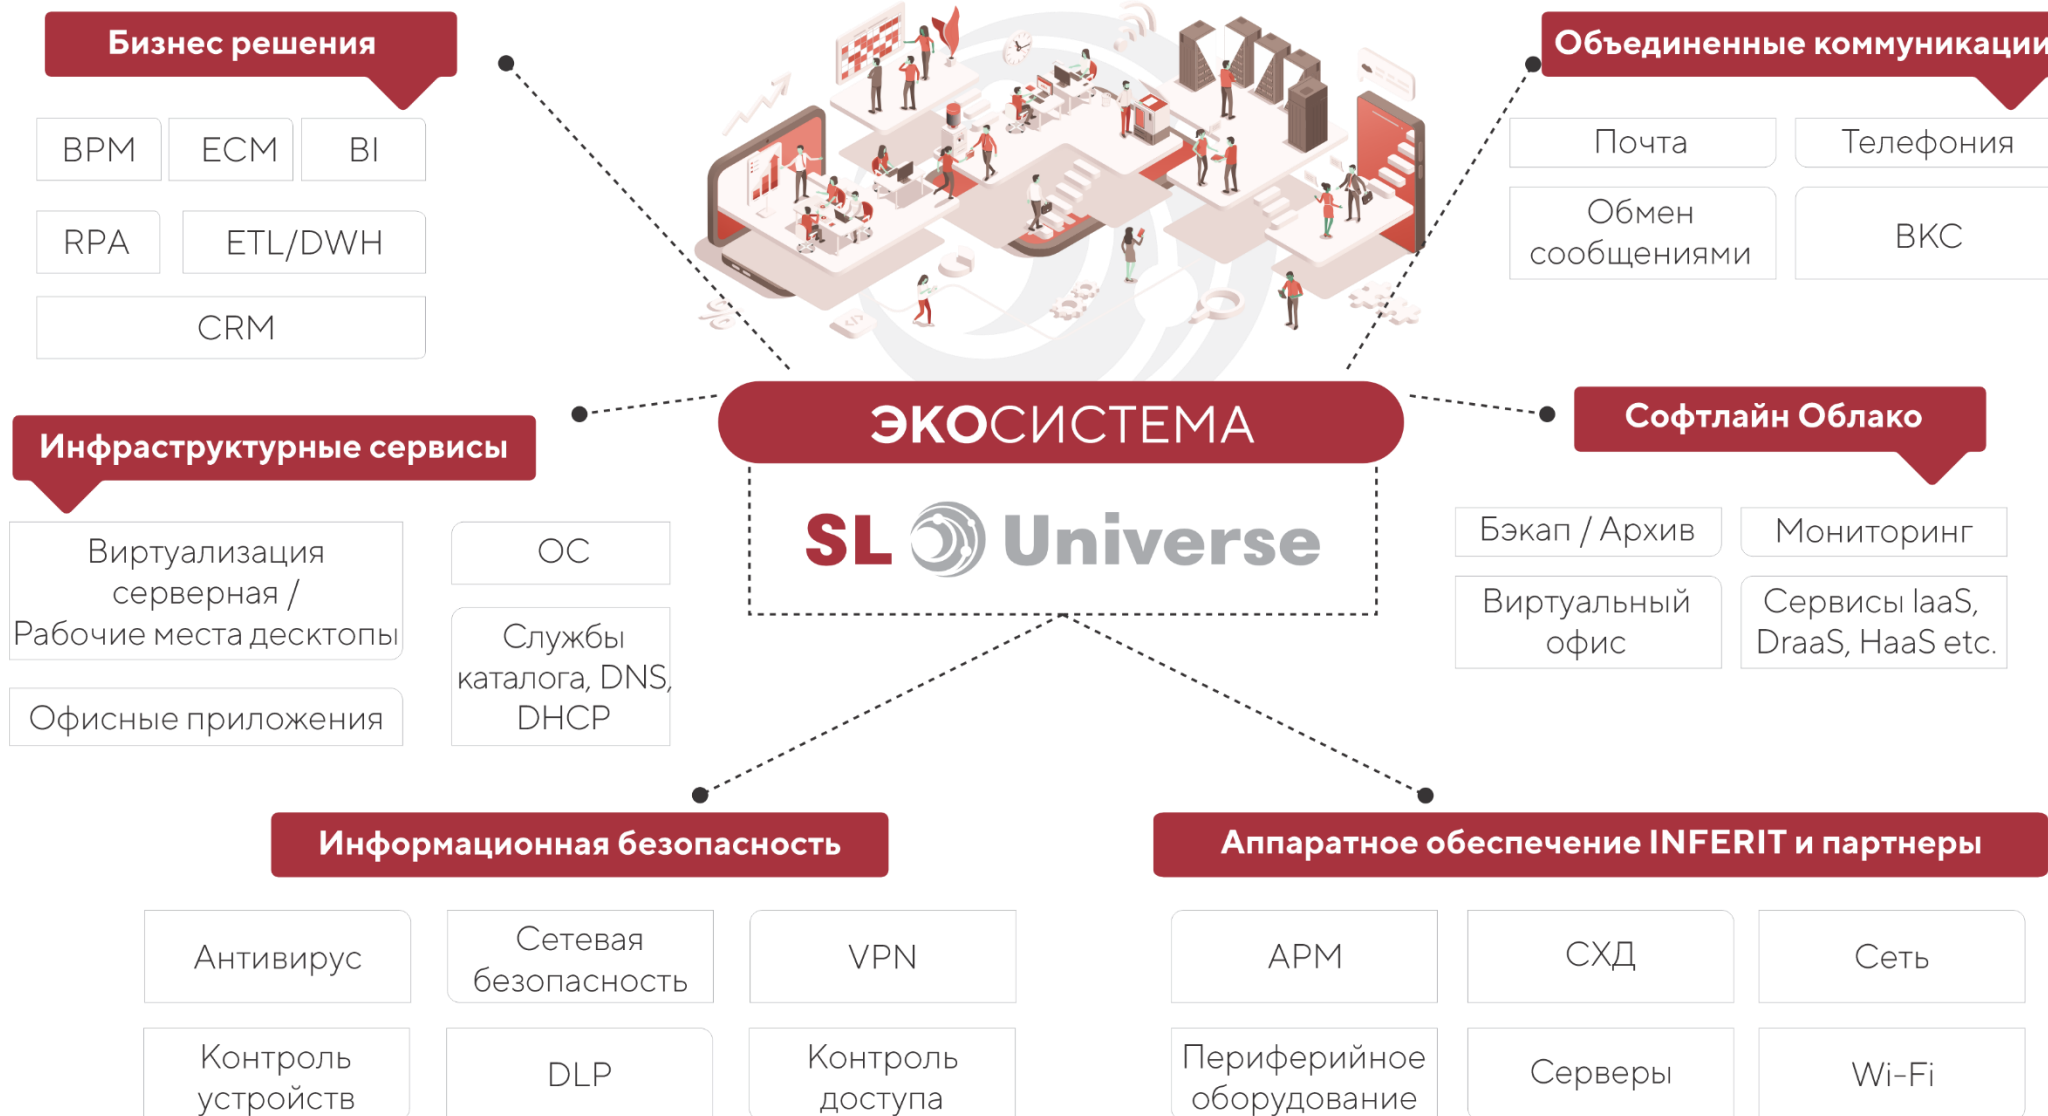 Бизнес решения
BPM
ECM
BI
RPA
ETL/DWH
CRM
Объединенные коммуникации
Почта
Телефония
Обмен
сообщениями
ВКС
ЭКОСИСТЕМА
SL Universe
Инфраструктурные сервисы
Виртуализация
серверная /
Рабочие места десктопы
ОС
Службы
каталога, DNS,
DHCP
Офисные приложения
Софтлайн Облако
Бэкап / Архив
Мониторинг
Виртуальный
офис
Сервисы IaaS,
DraaS, HaaS etc.
Информационная безопасность
Антивирус
Сетевая
безопасность
VPN
Контроль
устройств
DLP
Контроль
доступа
Аппаратное обеспечение INFERIT и партнеры
АРМ
СХД
Сеть
Периферийное
оборудование
Серверы
Wi-Fi